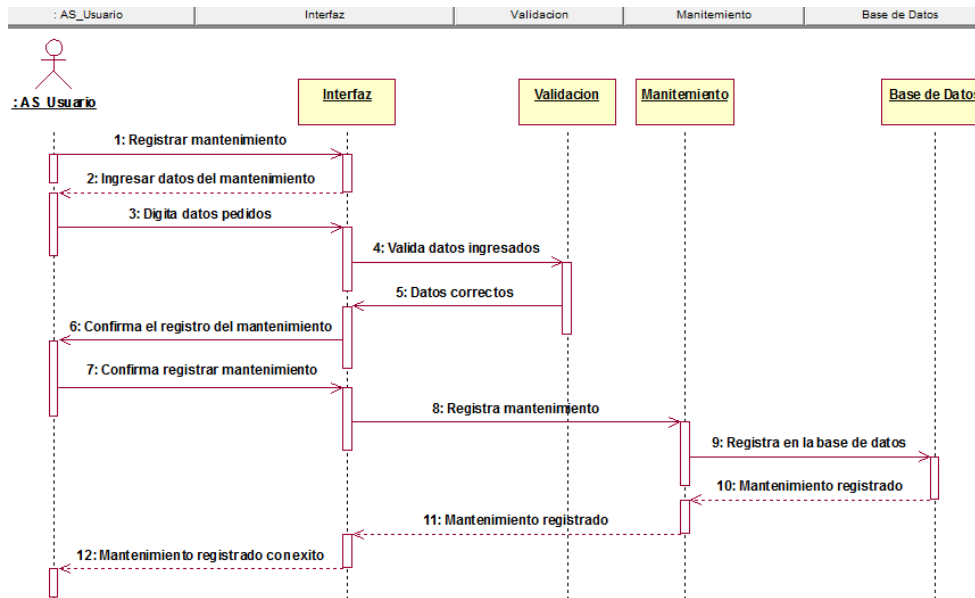 : AS_Usuario Interfaz Validacion Manitemiento Base de Datos
: AS_Usuario Interfaz Validacion Manitemiento Base de Datos
1: Registrar mantenimiento
2: Ingresar datos del mantenimiento
3: Digita datos pedidos
4: Valida datos ingresados
5: Datos correctos
6: Confirma el registro del mantenimiento
7: Confirma registrar mantenimiento
8: Registra mantenimiento
9: Registra en la base de datos
10: Mantenimiento registrado
11: Mantenimiento registrado
12: Mantenimiento registrado con exito